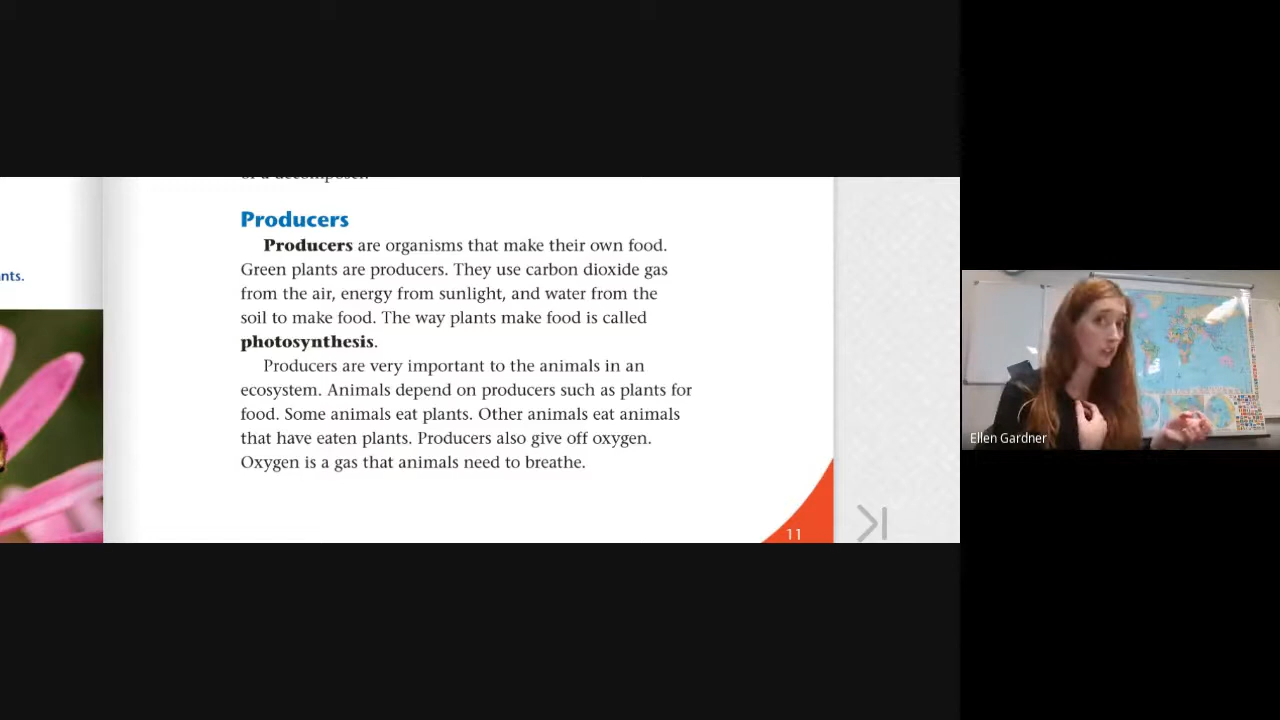 of a decomposer.
Producers
Producers are organisms that make their own food.
Green plants are producers. They use carbon dioxide gas
from the air, energy from sunlight, and water from the
soil to make food. The way plants make food is called
photosynthesis.
Producers are very important to the animals in an
ecosystem. Animals depend on producers such as plants for
food. Some animals eat plants. Other animals eat animals
that have eaten plants. Producers also give off oxygen.
Oxygen is a gas that animals need to breathe.
nts.
11
Ellen Gardner